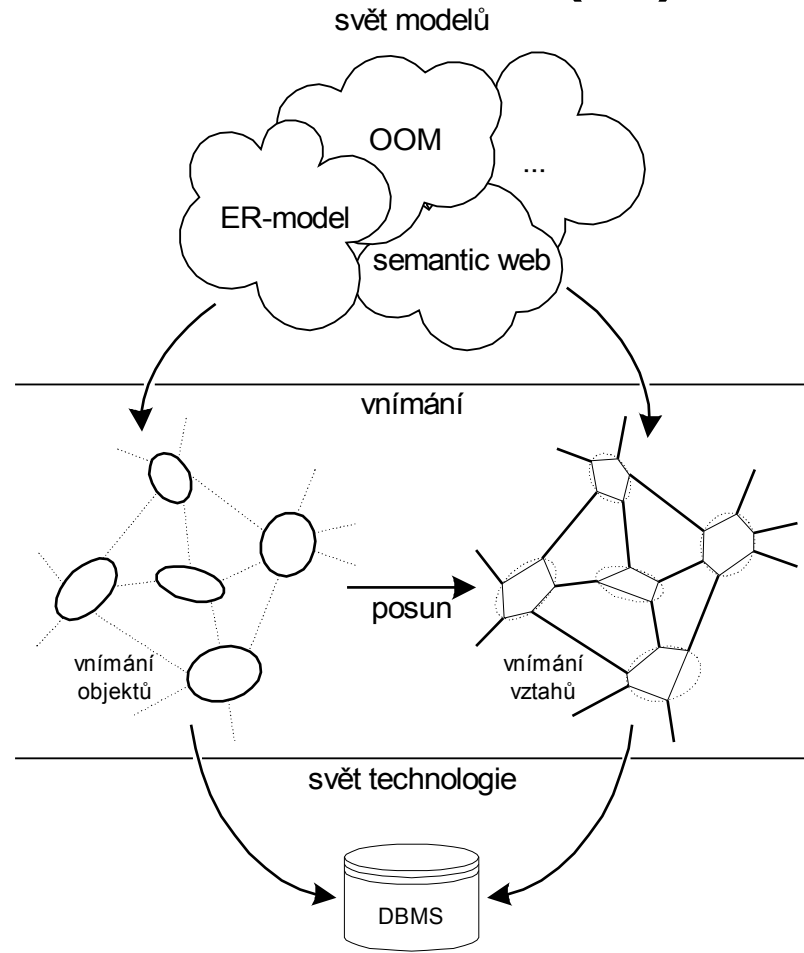 svět modelů
OOM
...
ER-model
semantic web
vnímání
posun
vnímání
objektů
vnímání
vztahů
svět technologie
DBMS